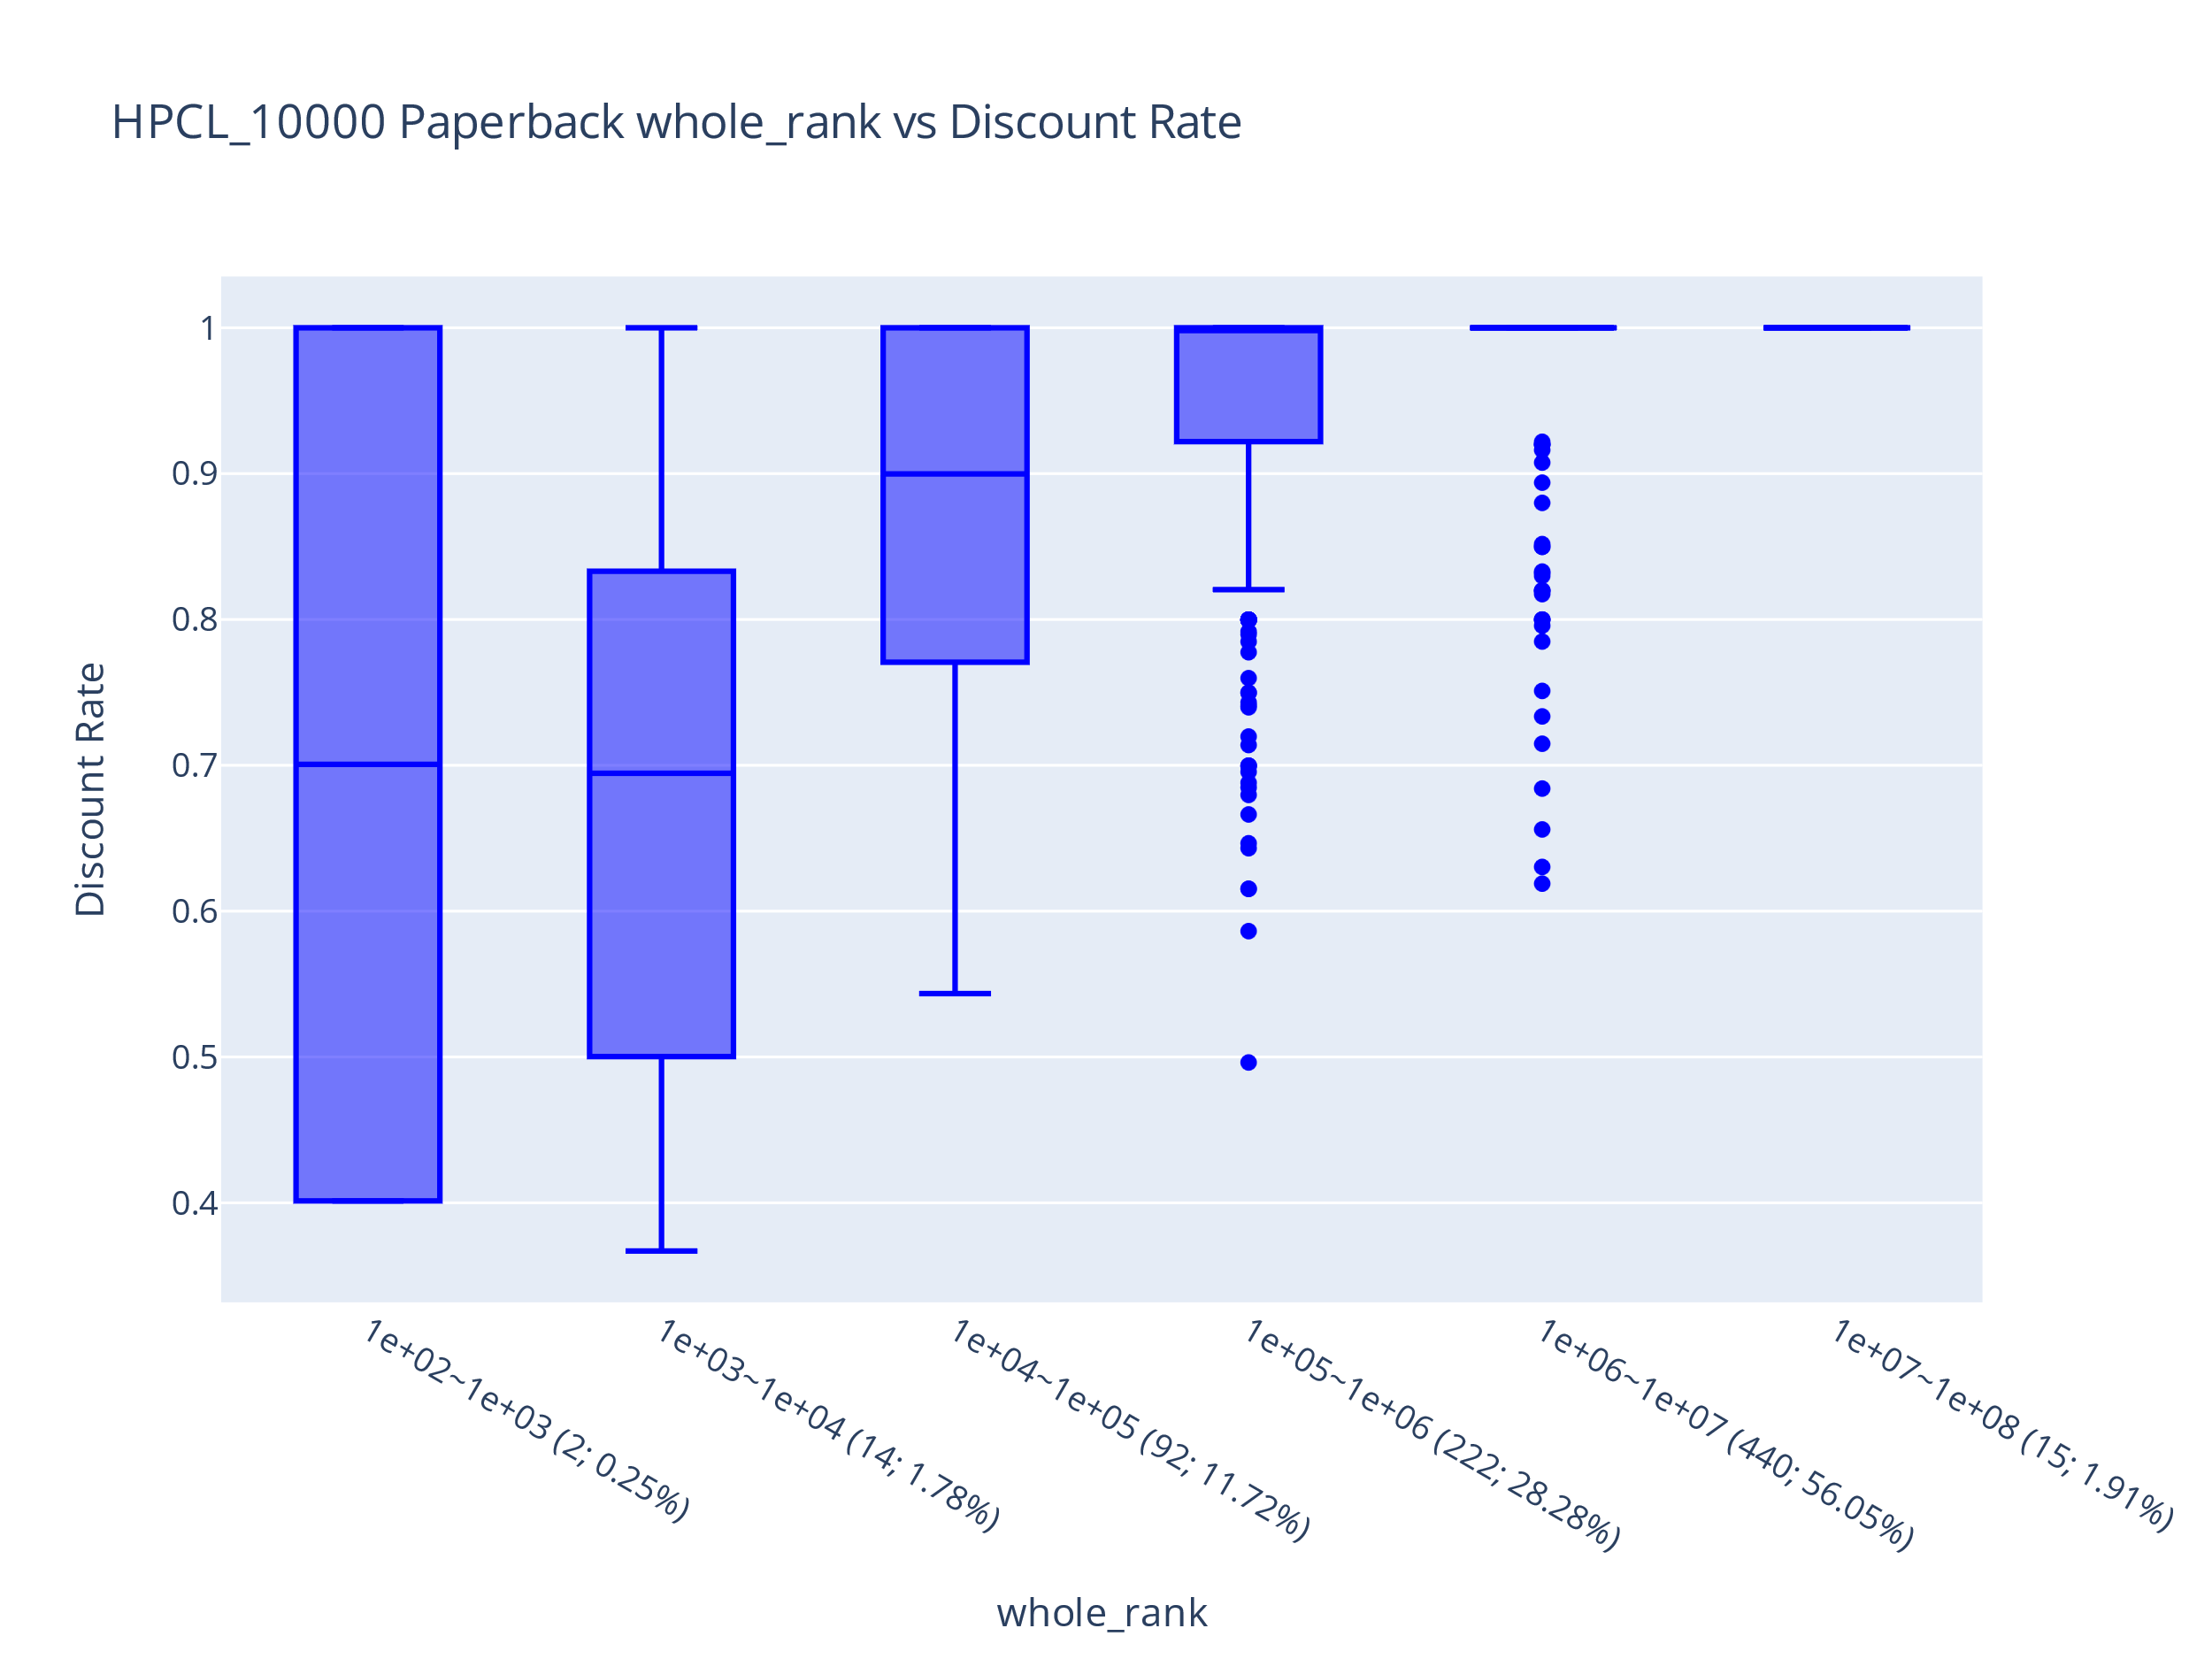 HPCL_10000 Paperback whole_rank vs Discount Rate
Discount Rate
1
0.9
0.8
0.7
0.6
0.5
0.4
1e+02~1e+03 (2; 0.25%)
1e+03~1e+04 (14; 1.78%)
1e+04~1e+05 (92; 11.72%)
1e+05~1e+06 (222; 28.28%)
1e+06~1e+07 (440; 56.05%)
1e+07~1e+08 (15; 1.91%)
whole_rank